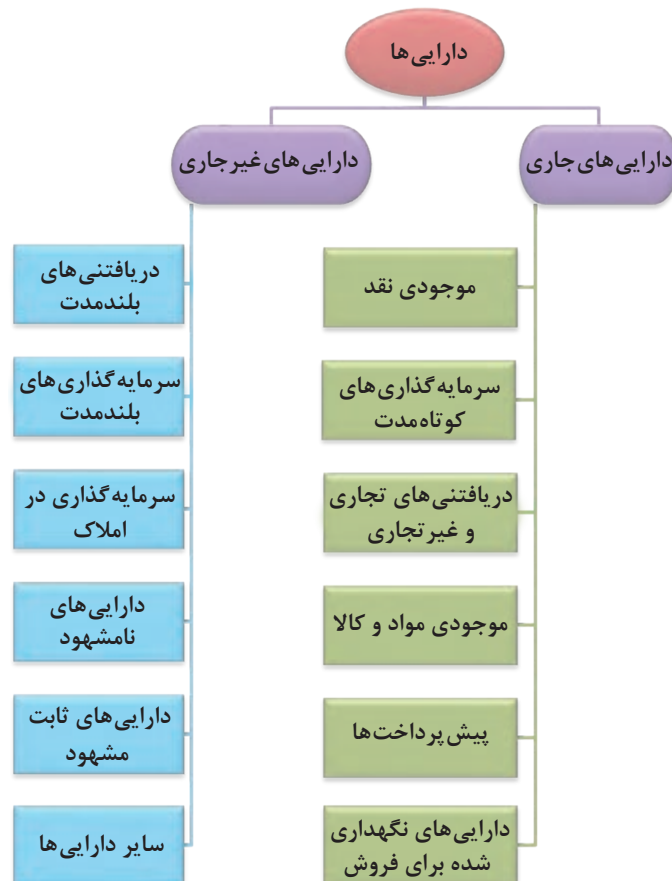 دارایی‌ها
دارایی‌های جاری
موجودی نقد
سرمایه‌گذاری‌های
کوتاه‌مدت
دریافتنی‌های تجاری
و غیرتجاری
موجودی مواد و کالا
پیش‌پرداخت‌ها
دارایی‌های نگهداری
شده برای فروش
دارایی‌های غیرجاری
دریافتنی‌های
بلندمدت
سرمایه‌گذاری‌های
بلندمدت
سرمایه‌گذاری در
املاک
دارایی‌های
نامشهود
دارایی‌های ثابت
مشهود
سایر دارایی‌ها